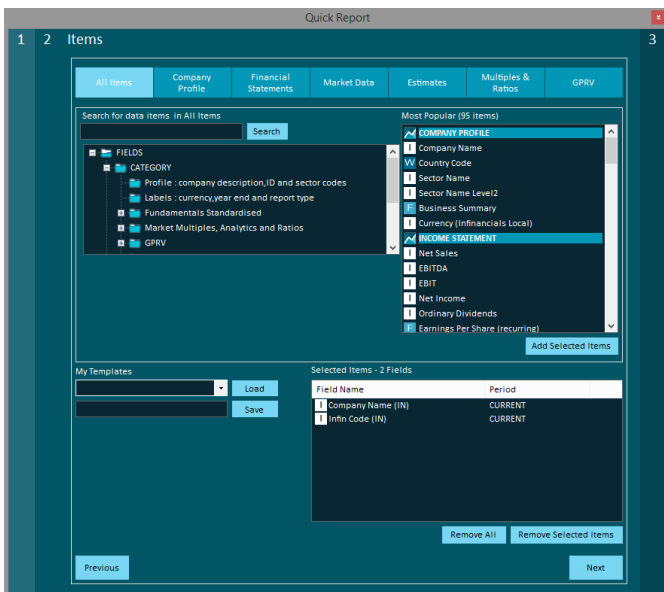 Quick Report
x
1 2 Items 3
All Items
Company Profile
Financial Statements
Market Data
Estimates
Multiples & Ratios
GPRV
Search for data items in All Items
Search
FIELDS
CATEGORY
Profile : company description,ID and sector codes
Labels : currency,year end and report type
Fundamentals Standardised
Market Multiples, Analytics and Ratios
GPRV
Most Popular (95 items)
COMPANY PROFILE
I Company Name
W Country Code
I Sector Name
I Sector Name Level2
F Business Summary
I Currency (Infinancials Local)
INCOME STATEMENT
I Net Sales
I EBITDA
I EBIT
I Net Income
I Ordinary Dividends
F Earnings Per Share (recurring)
Add Selected Items
My Templates
Load
Save
Selected Items - 2 Fields
Field Name Period
I Company Name (IN) CURRENT
I Infin Code (IN) CURRENT
Remove All
Remove Selected Items
Previous
Next